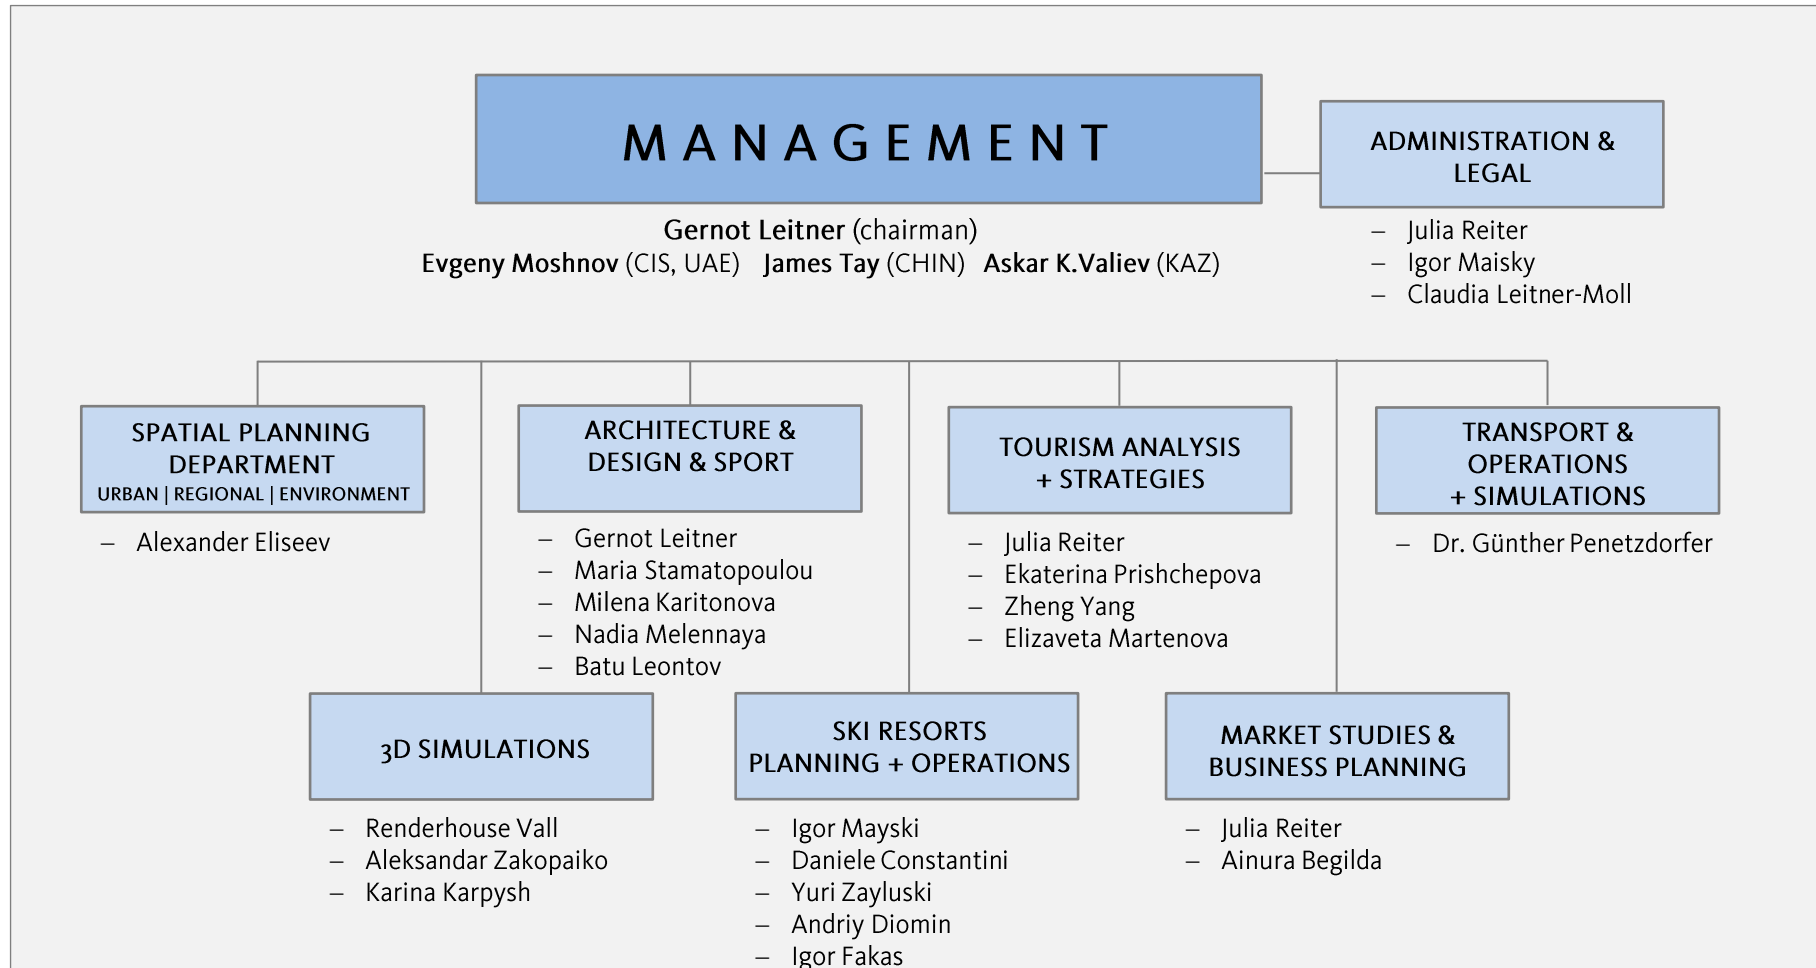 MANAGEMENT
Gernot Leitner (chairman)
Evgeny Moshnov (CIS, UAE) James Tay (CHIN) Askar K.Valiev (KAZ)
ADMINISTRATION &
LEGAL
– Julia Reiter
– Igor Maisky
– Claudia Leitner-Moll
SPATIAL PLANNING
DEPARTMENT
URBAN | REGIONAL | ENVIRONMENT
– Alexander Eliseev
ARCHITECTURE &
DESIGN & SPORT
– Gernot Leitner
– Maria Stamatopoulou
– Milena Karitonova
– Nadia Melennaya
– Batu Leontov
TOURISM ANALYSIS
+ STRATEGIES
– Julia Reiter
– Ekaterina Prishchepova
– Zheng Yang
– Elizaveta Martenova
TRANSPORT &
OPERATIONS
+ SIMULATIONS
– Dr. Günther Penetzdorfer
3D SIMULATIONS
– Renderhouse Vall
– Aleksandar Zakopaiko
– Karina Karpysh
SKI RESORTS
PLANNING + OPERATIONS
– Igor Mayski
– Daniele Constantini
– Yuri Zayluski
– Andriy Diomin
– Igor Fakas
MARKET STUDIES &
BUSINESS PLANNING
– Julia Reiter
– Ainura Begilda